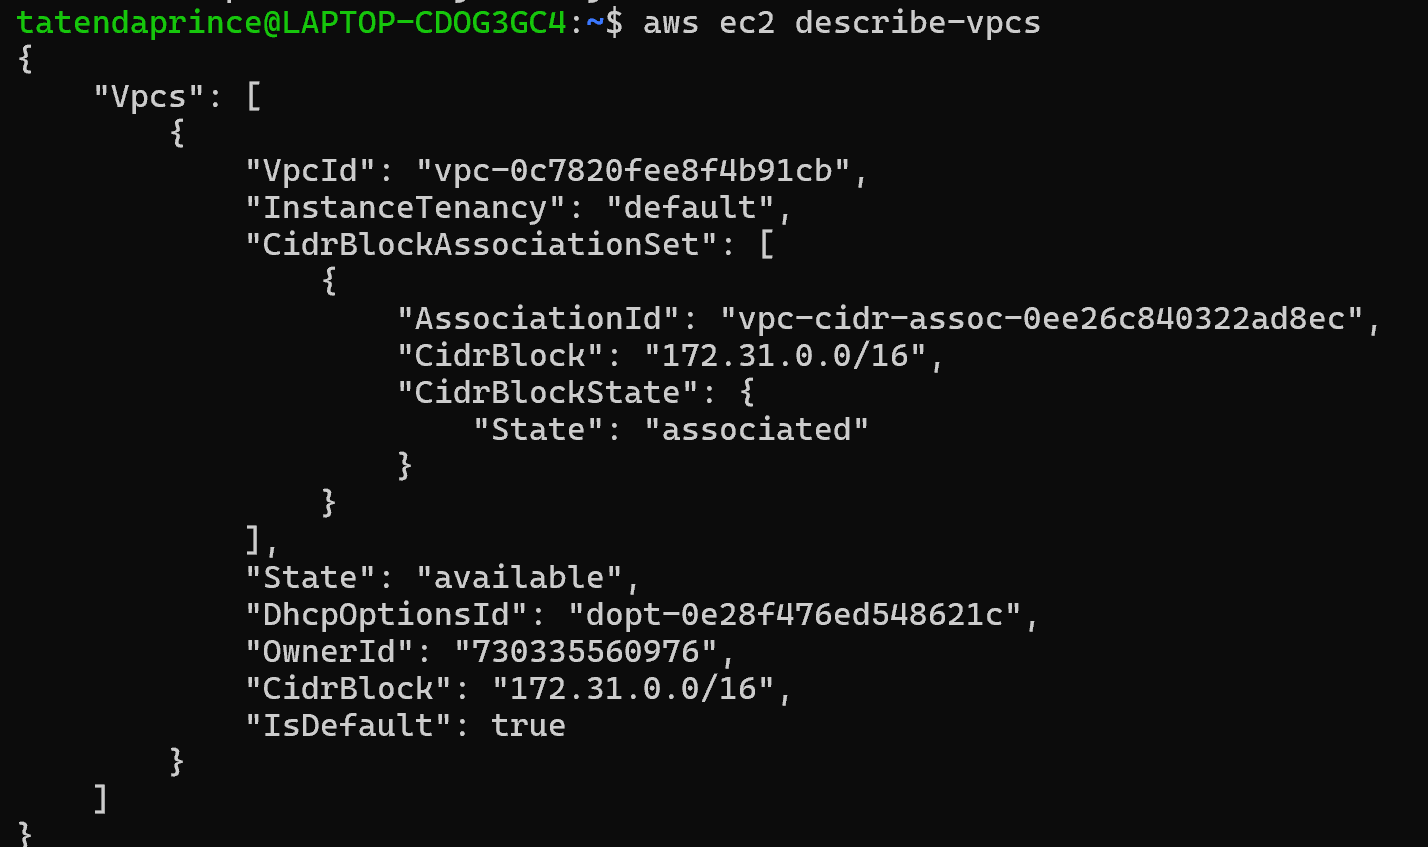 tatendaprince@LAPTOP-CDOG3GC4:~$ aws ec2 describe-vpcs
{
    "Vpcs": [
        {
            "VpcId": "vpc-0c7820fee8f4b91cb",
            "InstanceTenancy": "default",
            "CidrBlockAssociationSet": [
                {
                    "AssociationId": "vpc-cidr-assoc-0ee26c840322ad8ec",
                    "CidrBlock": "172.31.0.0/16",
                    "CidrBlockState": {
                        "State": "associated"
                    }
                }
            ],
            "State": "available",
            "DhcpOptionsId": "dopt-0e28f476ed548621c",
            "OwnerId": "730335560976",
            "CidrBlock": "172.31.0.0/16",
            "IsDefault": true
        }
    ]
}